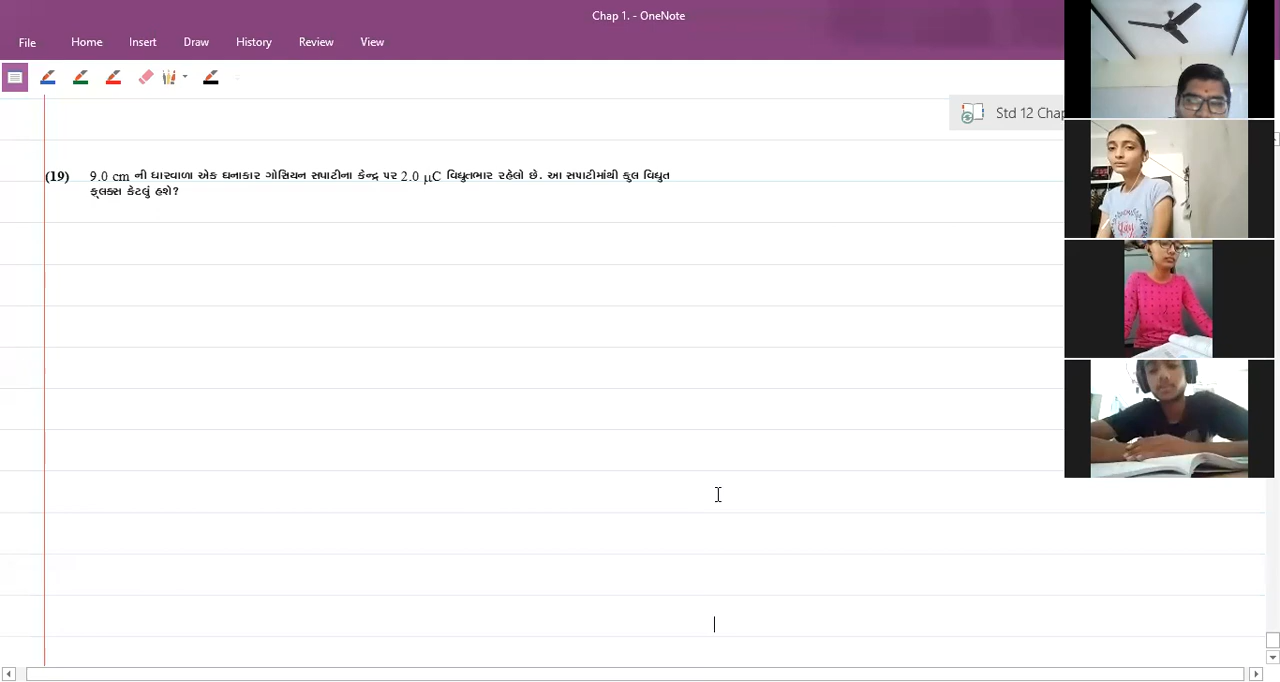 Chap 1. - OneNote
File Home Insert Draw History Review View
Std 12 Chap
(19) 9.0 cm ની ધારવાળા એક ઘનાકાર ગોસિયન સપાટીના કેન્દ્ર પર 2.0 μC વિદ્યુતભાર રહેલો છે. આ સપાટીમાંથી કુલ વિદ્યુત
ફ્લક્સ કેટલું હશે?